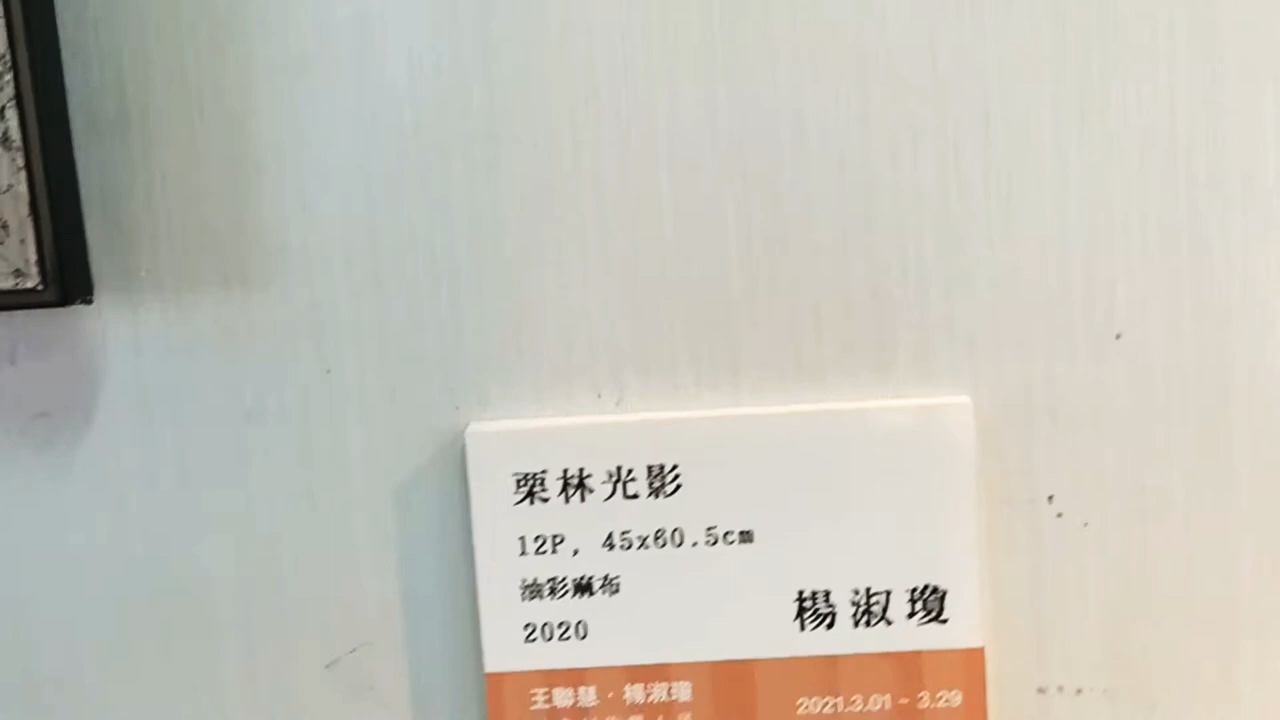 栗林光影
12P, 45x60.5cm
油彩麻布
2020
楊淑瓊
王聯慧·楊淑瓊
2021.3.01 ~ 3.29